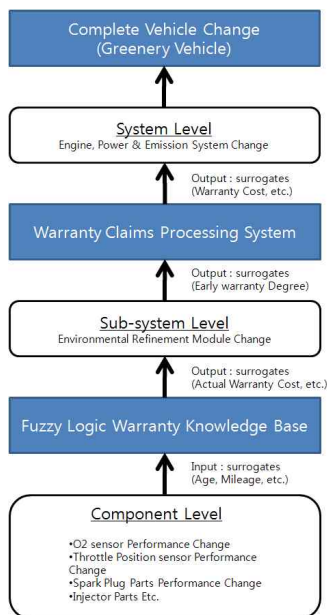 Complete Vehicle Change
(Greenery Vehicle)
System Level
Engine, Power & Emission System Change
Output : surrogates
(Warranty Cost, etc.)
Warranty Claims Processing System
Output : surrogates
(Early warranty Degree)
Sub-system Level
Environmental Refinement Module Change
Output : surrogates
(Actual Warranty Cost, etc.)
Fuzzy Logic Warranty Knowledge Base
Input : surrogates
(Age, Mileage, etc.)
Component Level
•O2 sensor Performance Change
•Throttle Position sensor Performance
Change
•Spark Plug Parts Performance Change
•Injector Parts Etc.